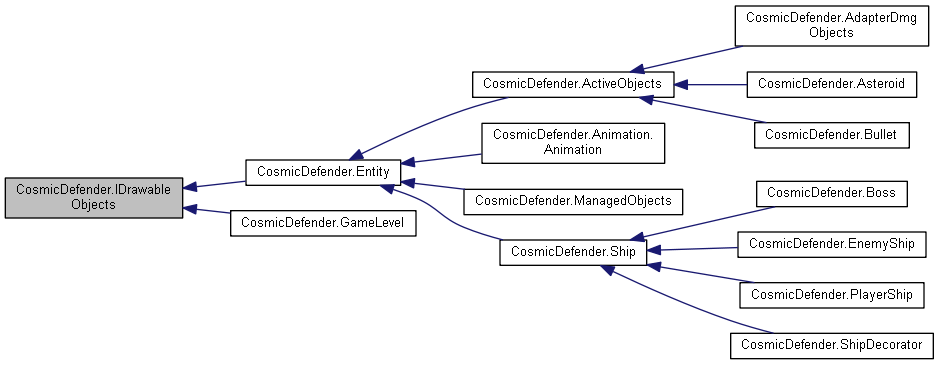 CosmicDefender.IDrawable
Objects
CosmicDefender.Entity
CosmicDefender.GameLevel
CosmicDefender.ActiveObjects
CosmicDefender.Animation.
Animation
CosmicDefender.ManagedObjects
CosmicDefender.Ship
CosmicDefender.AdapterDmg
Objects
CosmicDefender.Asteroid
CosmicDefender.Bullet
CosmicDefender.Boss
CosmicDefender.EnemyShip
CosmicDefender.PlayerShip
CosmicDefender.ShipDecorator